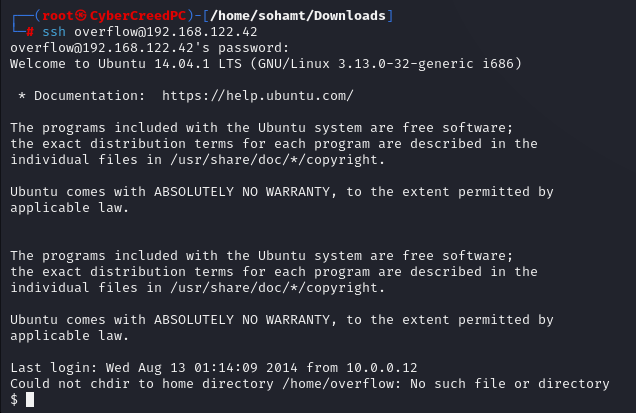 ┌──(root㉿CyberCreedPC)-[/home/sohamt/Downloads]
└─# ssh overflow@192.168.122.42
overflow@192.168.122.42's password:
Welcome to Ubuntu 14.04.1 LTS (GNU/Linux 3.13.0-32-generic i686)
* Documentation:  https://help.ubuntu.com/
The programs included with the Ubuntu system are free software;
the exact distribution terms for each program are described in the
individual files in /usr/share/doc/*/copyright.
Ubuntu comes with ABSOLUTELY NO WARRANTY, to the extent permitted by
applicable law.
The programs included with the Ubuntu system are free software;
the exact distribution terms for each program are described in the
individual files in /usr/share/doc/*/copyright.
Ubuntu comes with ABSOLUTELY NO WARRANTY, to the extent permitted by
applicable law.
Last login: Wed Aug 13 01:14:09 2014 from 10.0.0.12
Could not chdir to home directory /home/overflow: No such file or directory
$